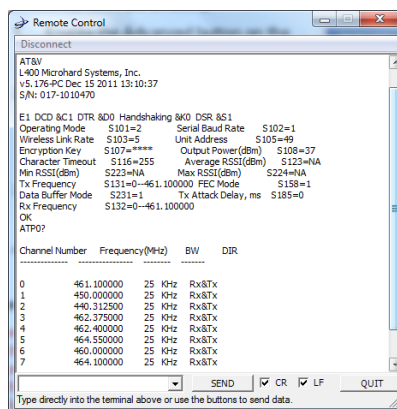 Remote Control
Disconnect
AT&V
L400 Microhard Systems, Inc.
v5.176-PC Dec 15 2011 13:10:37
S/N: 017-1010470
E1 DCD &C1 DTR &D0 Handshaking &K0 DSR &S1
Operating Mode S101=2 Serial Baud Rate S102=1
Wireless Link Rate S103=5 Unit Address S105=49
Encryption Key S107=**** Output Power(dBm) S108=37
Character Timeout S116=255 Average RSSI(dBm) S123=NA
Min RSSI(dBm) S223=NA Max RSSI(dBm) S224=NA
Tx Frequency S131=0--461.100000 FEC Mode S158=1
Data Buffer Mode S231=1 Tx Attack Delay, ms S185=0
Rx Frequency S132=0--461.100000
OK
ATP0?
Channel Number Frequency(MHz) BW DIR
-------------- --------------- -------- -------
0 461.100000 25 KHz Rx&Tx
1 450.000000 25 KHz Rx&Tx
2 440.312500 25 KHz Rx&Tx
3 462.375000 25 KHz Rx&Tx
4 462.400000 25 KHz Rx&Tx
5 464.550000 25 KHz Rx&Tx
6 460.000000 25 KHz Rx&Tx
7 464.100000 25 KHz Rx&Tx
SEND CR LF QUIT
Type directly into the terminal above or use the buttons to send data.